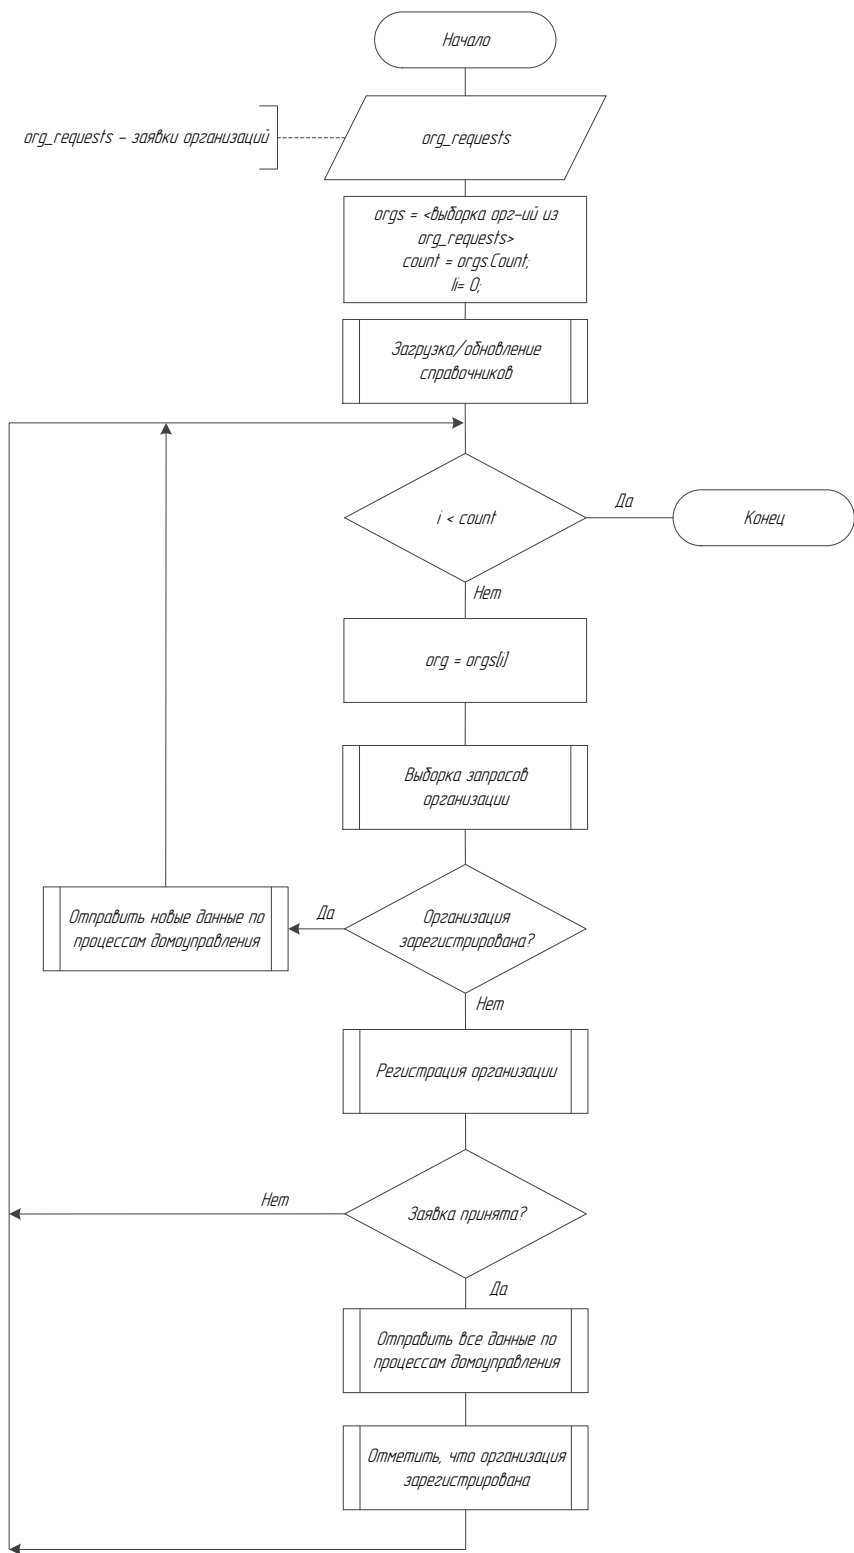 Начало
org_requests – заявки организаций
org_requests
orgs = <выборка орг-ий из
org_requests>
count = orgs.Count;
Ii= 0;
Загрузка/обновление
справочников
i < count
Да
Конец
Нет
org = orgs[i]
Выборка запросов
организации
Отправить новые данные по
процессам домоуправления
Да
Организация
зарегистрирована?
Нет
Регистрация организации
Нет
Заявка принята?
Да
Отправить все данные по
процессам домоуправления
Отметить, что организация
зарегистрирована